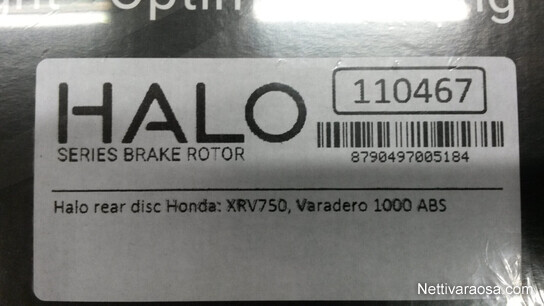 HALO
SERIES BRAKE ROTOR
110467
8790497005184
Halo rear disc Honda: XRV750, Varadero 1000 ABS
Nettivaraosa.com